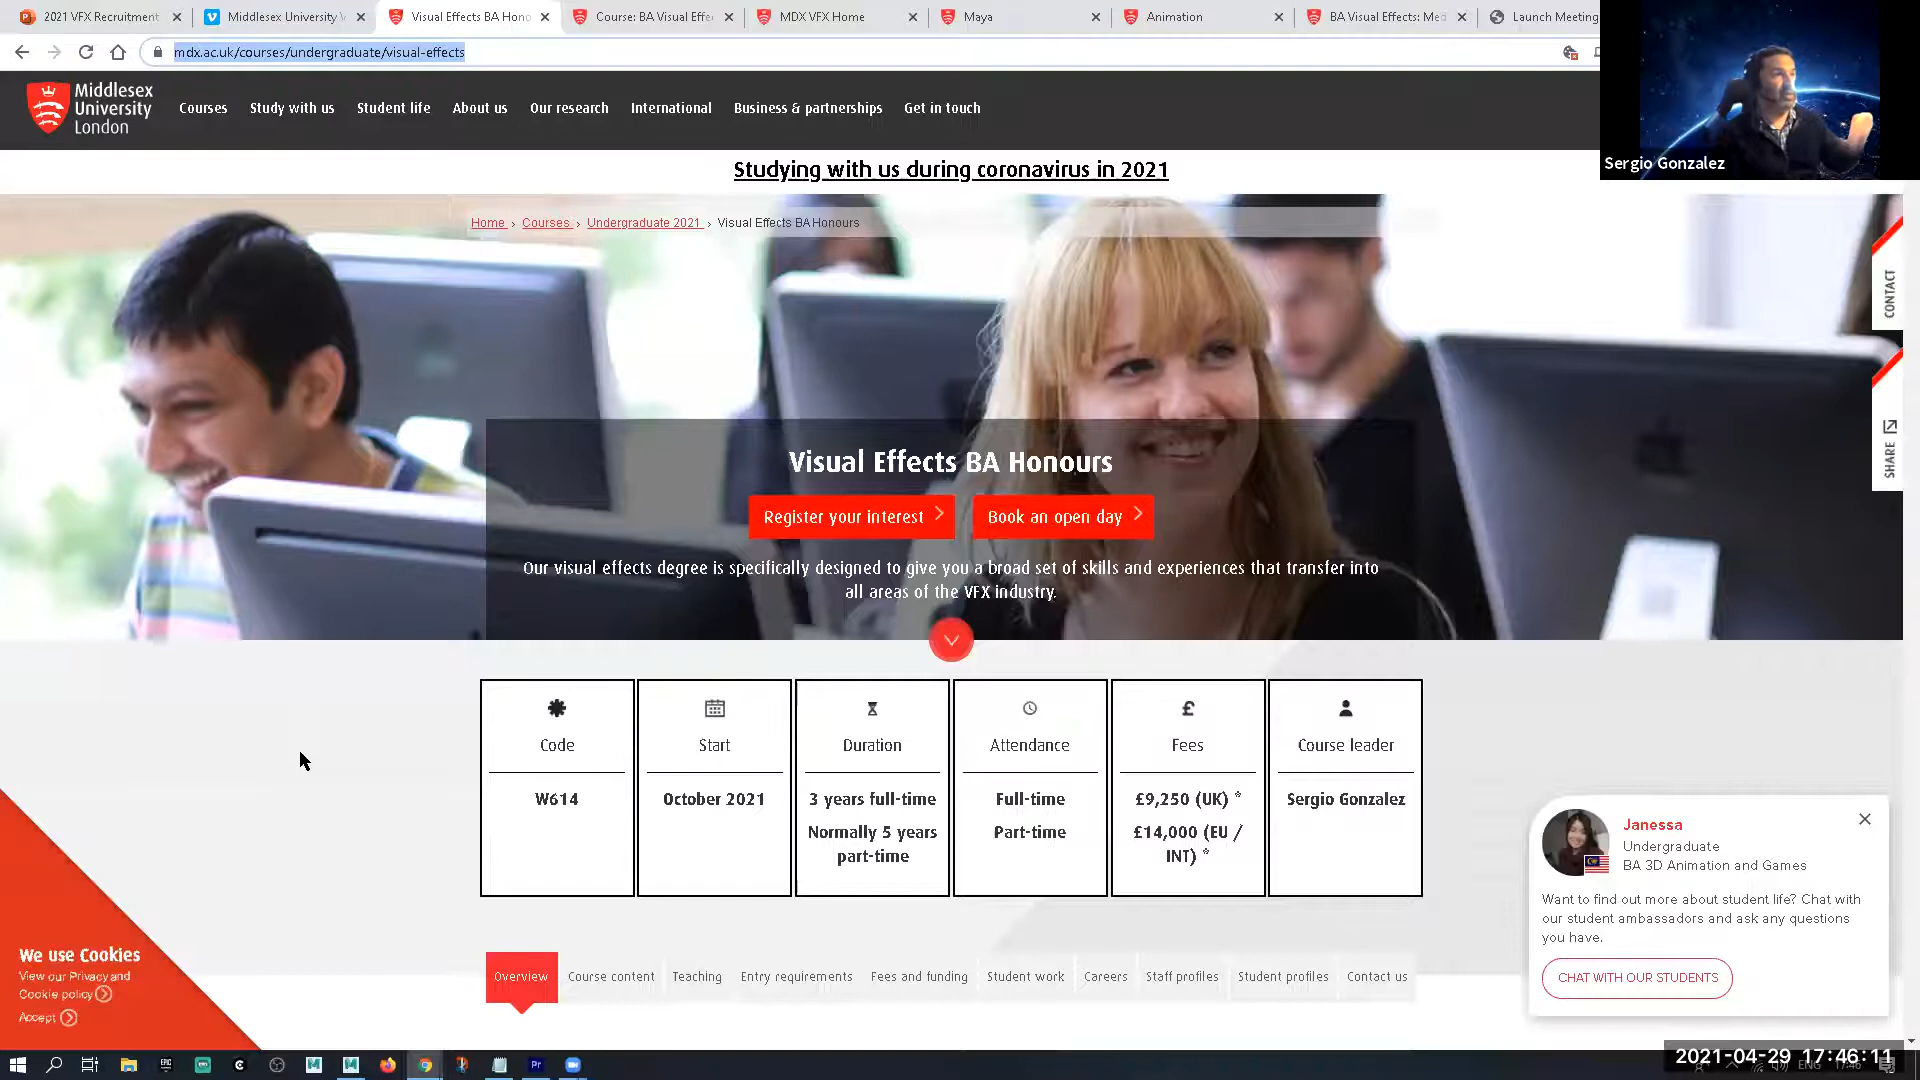 2021 VFX Recruitment
Middlesex University V
Visual Effects BA Hono
Course: BA Visual Effe
MDX VFX Home
Maya
Animation
BA Visual Effects: Med
Launch Meeting
mdx.ac.uk/courses/undergraduate/visual-effects
Middlesex
University
London
Courses
Study with us
Student life
About us
Our research
International
Business & partnerships
Get in touch
Sergio Gonzalez
Studying with us during coronavirus in 2021
Home › Courses › Undergraduate 2021 › Visual Effects BA Honours
CONTACT
SHARE
Visual Effects BA Honours
Register your interest
Book an open day
Our visual effects degree is specifically designed to give you a broad set of skills and experiences that transfer into
all areas of the VFX industry.
Code
W614
Start
October 2021
Duration
3 years full-time
Normally 5 years
part-time
Attendance
Full-time
Part-time
Fees
£9,250 (UK) *
£14,000 (EU /
INT) *
Course leader
Sergio Gonzalez
Janessa
Undergraduate
BA 3D Animation and Games
Want to find out more about student life? Chat with
our student ambassadors and ask any questions
you have.
CHAT WITH OUR STUDENTS
We use Cookies
View our Privacy and
Cookie policy
Accept
Overview
Course content
Teaching
Entry requirements
Fees and funding
Student work
Careers
Staff profiles
Student profiles
Contact us
EPIC
Pr
2021-04-29 17:46:11
ENG
17:46